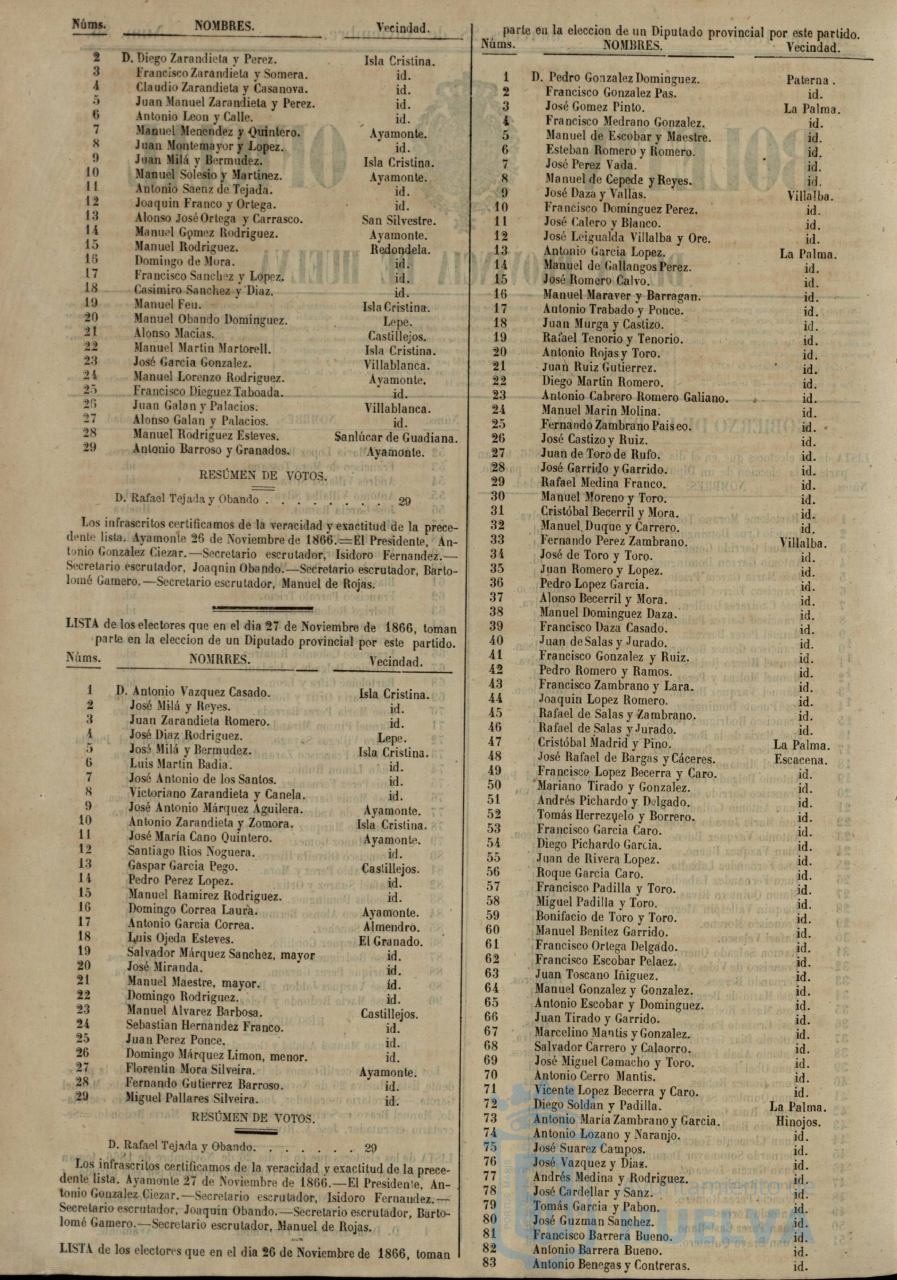 Núms. NOMBRES. Vecindad.
2 D. Diego Zarandieta y Perez. Isla Cristina.
3 Francisco Zarandieta y Somera. id.
4 Claudio Zarandieta y Casanova. id.
5 Juan Manuel Zarandieta y Perez. id.
6 Antonio Leon y Calle. id.
7 Manuel Menendez y Quintero. Ayamonte.
8 Juan Montemayor y Lopez. id.
9 Juan Milá y Bermudez. Isla Cristina.
10 Manuel Solesio y Martinez. Ayamonte.
11 Antonio Saenz de Tejada. id.
12 Joaquin Franco y Ortega. id.
13 Alonso José Ortega y Carrasco. San Silvestre.
14 Manuel Gomez Rodriguez. Ayamonte.
15 Manuel Rodriguez. Redondela.
16 Domingo de Mora. id.
17 Francisco Sanchez y Lopez. id.
18 Casimiro Sanchez y Diaz. id.
19 Manuel Feu. Isla Cristina.
20 Manuel Obando Dominguez. Lepe.
21 Alonso Macias. Castillejos.
22 Manuel Martin Martorell. Isla Cristina.
23 José Garcia Gonzalez. Villablanca.
24 Manuel Lorenzo Rodriguez. Ayamonte.
25 Francisco Dieguez Taboada. id.
26 Juan Galan y Palacios. Villablanca.
27 Alonso Galan y Palacios. id.
28 Manuel Rodriguez Esteves. Sanlúcar de Guadiana.
29 Antonio Barroso y Granados. Ayamonte.
RESÚMEN DE VOTOS.
D. Rafael Tejada y Obando . . . . . . . . 29
Los infrascritos certificamos de la veracidad y exactitud de la prece-
dente lista. Ayamonte 26 de Noviembre de 1866.=El Presidente, An-
tonio Gonzalez Ciezar.—Secretario escrutador, Isidoro Fernandez.—
Secretario escrutador, Joaqnin Obando.—Secretario escrutador, Barto-
lomé Gamero.—Secretario escrutador, Manuel de Rojas.
LISTA de los electores que en el dia 27 de Noviembre de 1866, toman
parte en la eleccion de un Diputado provincial por este partido.
Núms. NOMRRES. Vecindad.
1 D. Antonio Vazquez Casado. Isla Cristina.
2 José Milá y Reyes. id.
3 Juan Zarandieta Romero. id.
4 José Diaz Rodriguez. Lepe.
5 José Milá y Bermudez. Isla Cristina.
6 Luis Martin Badia. id.
7 José Antonio de los Santos. id.
8 Victoriano Zarandieta y Canela. id.
9 José Antonio Márquez Aguilera. Ayamonte.
10 Antonio Zarandieta y Zomora. Isla Cristina.
11 José María Cano Quintero. Ayamonte.
12 Santiago Rios Noguera. id.
13 Gaspar Garcia Pego. Castillejos.
14 Pedro Perez Lopez. id.
15 Manuel Ramirez Rodriguez. id.
16 Domingo Correa Laura. Ayamonte.
17 Antonio Garcia Correa. Almendro.
18 Luis Ojeda Esteves. El Granado.
19 Salvador Márquez Sanchez, mayor id.
20 José Miranda. id.
21 Manuel Maestre, mayor. id.
22 Domingo Rodriguez. id.
23 Manuel Alvarez Barbosa. Castillejos.
24 Sebastian Hernandez Franco. id.
25 Juan Perez Ponce. id.
26 Domingo Márquez Limon, menor. id.
27 Florentin Mora Silveira. Ayamonte.
28 Fernando Gutierrez Barroso. id.
29 Miguel Pallares Silveira. id.
RESÚMEN DE VOTOS.
D. Rafael Tejada y Obando. . . . . . . 29
Los infrascritos certificamos de la veracidad y exactitud de la prece-
dente lista. Ayamonte 27 de Noviembre de 1866.—El Presidente, An-
tonio Gonzalez Ciezar.—Secretario escrutador, Isidoro Fernandez.—
Secretario escrutador, Joaquin Obando.—Secretario escrutador, Barto-
lomé Gamero.—Secretario escrutador, Manuel de Rojas.
LISTA de los electores que en el dia 26 de Noviembre de 1866, toman
parte en la eleccion de un Diputado provincial por este partido.
Núms. NOMBRES. Vecindad.
1 D. Pedro Gonzalez Dominguez. Paterna.
2 Francisco Gonzalez Pas. id.
3 José Gomez Pinto. La Palma.
4 Francisco Medrano Gonzalez. id.
5 Manuel de Escobar y Maestre. id.
6 Esteban Romero y Romero. id.
7 José Perez Vada. id.
8 Manuel de Cepeda y Reyes. id.
9 José Daza y Vallas. Villalba.
10 Francisco Dominguez Perez. id.
11 José Calero y Blanco. id.
12 José Leigualda Villalba y Ore. id.
13 Antonio Garcia Lopez. La Palma.
14 Manuel de Gallangos Perez. id.
15 José Romero Calvo. id.
16 Manuel Maraver y Barragan. id.
17 Antonio Trabado y Ponce. id.
18 Juan Murga y Castizo. id.
19 Rafael Tenorio y Tenorio. id.
20 Antonio Rojas y Toro. id.
21 Juan Ruiz Gutierrez. id.
22 Diego Martin Romero. id.
23 Antonio Cabrero Romero Galiano. id.
24 Manuel Marin Molina. id.
25 Fernando Zambrano Paiseo. id.
26 José Castizo y Ruiz. id.
27 Juan de Toro de Rufo. id.
28 José Garrido y Garrido. id.
29 Rafael Medina Franco. id.
30 Manuel Moreno y Toro. id.
31 Cristóbal Becerril y Mora. id.
32 Manuel Duque y Carrero. id.
33 Fernando Perez Zambrano. Villalba.
34 José de Toro y Toro. id.
35 Juan Romero y Lopez. id.
36 Pedro Lopez Garcia. id.
37 Alonso Becerril y Mora. id.
38 Manuel Dominguez Daza. id.
39 Francisco Daza Casado. id.
40 Juan de Salas y Jurado. id.
41 Francisco Gonzalez y Ruiz. id.
42 Pedro Romero y Ramos. id.
43 Francisco Zambrano y Lara. id.
44 Joaquin Lopez Romero. id.
45 Rafael de Salas y Zambrano. id.
46 Rafael de Salas y Jurado. id.
47 Cristóbal Madrid y Pino. La Palma.
48 José Rafael de Bargas y Cáceres. Escacena.
49 Francisco Lopez Becerra y Caro. id.
50 Mariano Tirado y Gonzalez. id.
51 Andrés Pichardo y Delgado. id.
52 Tomás Herrezuelo y Borrero. id.
53 Francisco Garcia Caro. id.
54 Diego Pichardo Garcia. id.
55 Juan de Rivera Lopez. id.
56 Roque Garcia Caro. id.
57 Francisco Padilla y Toro. id.
58 Miguel Padilla y Toro. id.
59 Bonifacio de Toro y Toro. id.
60 Manuel Benitez Garrido. id.
61 Francisco Ortega Delgado. id.
62 Francisco Escobar Pelaez. id.
63 Juan Toscano Iñiguez. id.
64 Manuel Gonzalez y Gonzalez. id.
65 Antonio Escobar y Dominguez. id.
66 Juan Tirado y Garrido. id.
67 Marcelino Mantis y Gonzalez. id.
68 Salvador Carrero y Calaorro. id.
69 José Miguel Camacho y Toro. id.
70 Antonio Cerro Mantis. id.
71 Vicente Lopez Becerra y Caro. id.
72 Diego Soldan y Padilla. La Palma.
73 Antonio Maria Zambrano y Garcia. Hinojos.
74 Antonio Lozano y Naranjo. id.
75 José Suarez Campos. id.
76 José Vazquez y Dias. id.
77 Andrés Medina y Rodriguez. id.
78 José Cardellar y Sanz. id.
79 Tomás Garcia y Pabon. id.
80 José Guzman Sanchez. id.
81 Francisco Barrera Bueno. id.
82 Antonio Barrera Bueno. id.
83 Antonio Benegas y Contreras. id.